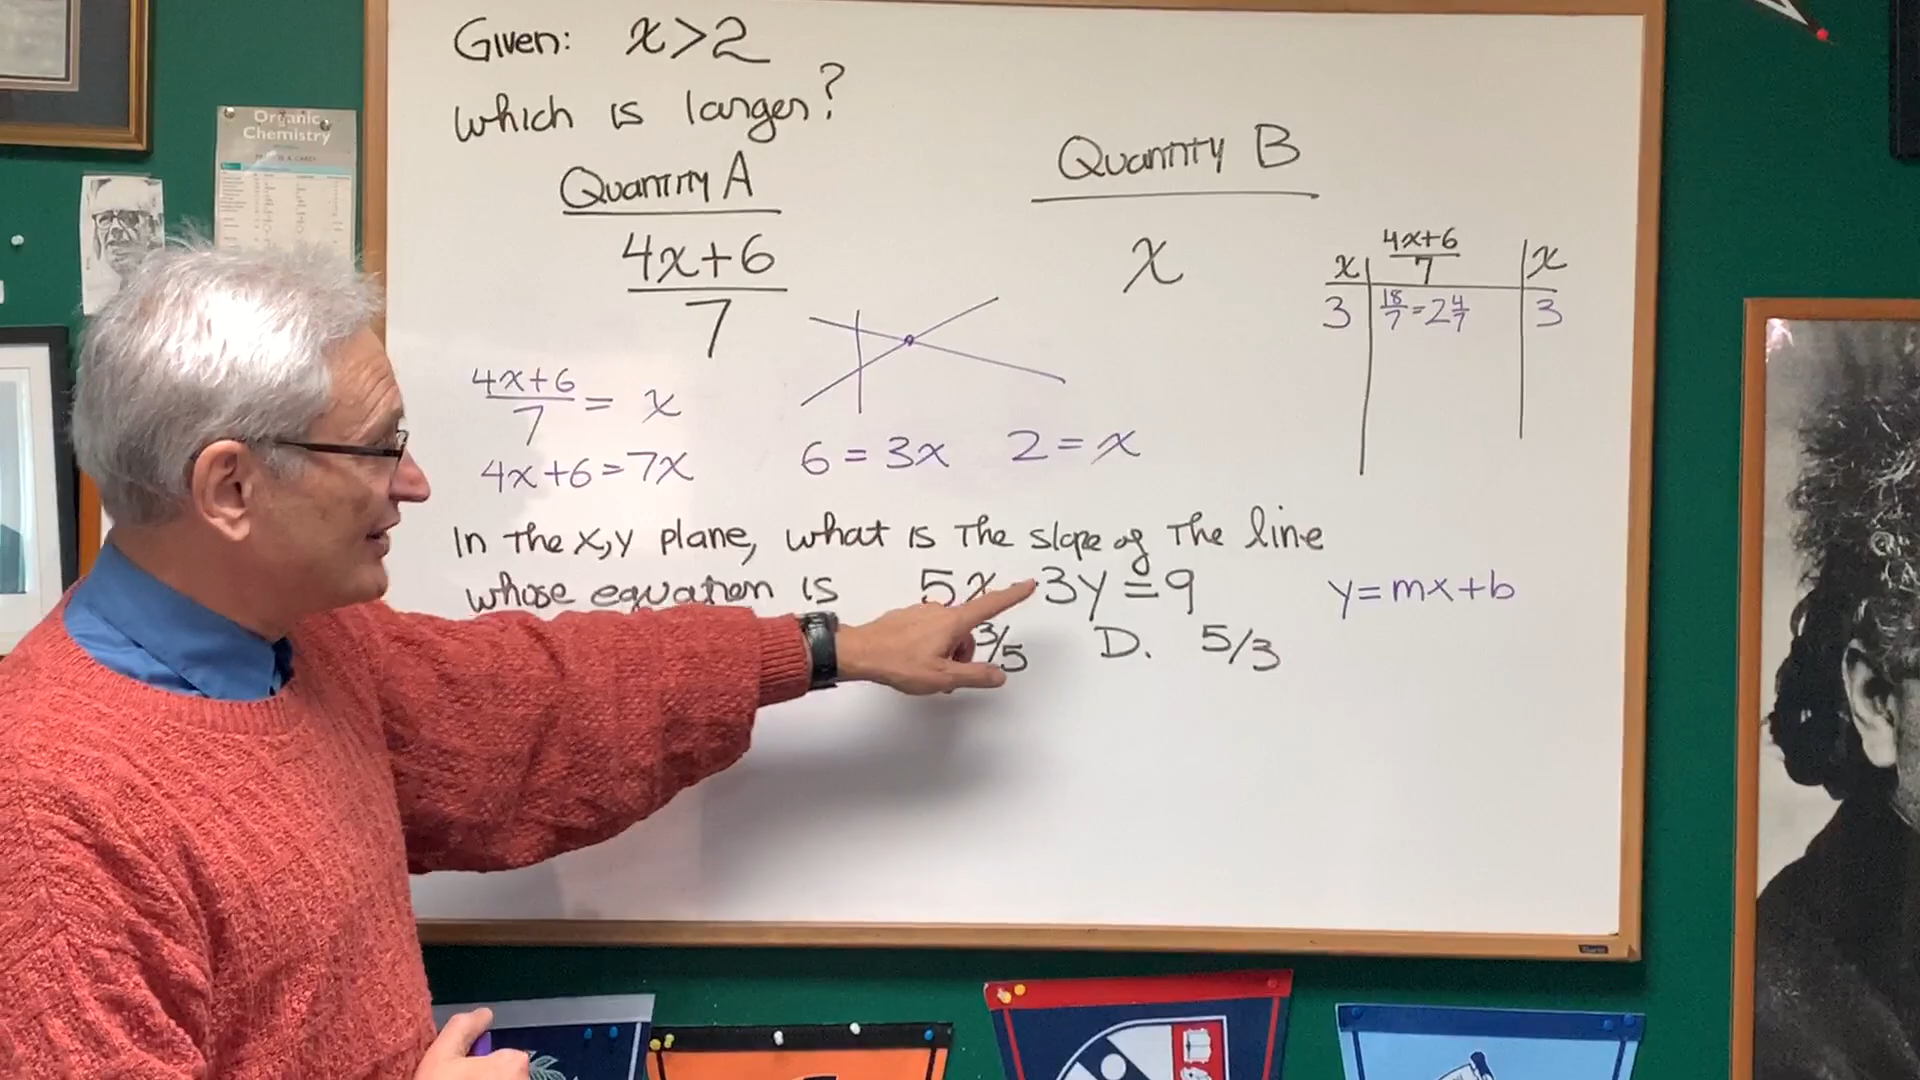 Organic
Chemistry
Given: x>2
which is larger?
Quantity A
Quantity B
4x+6
7
x
x
4x+6
7
x
3
18/7=2 4/7
3
4x+6
7
= x
4x+6=7x
6=3x
2=x
In the x,y plane, what is the slope of the line
whose equation is 5x 3y=9
y=mx+b
3/5
D. 5/3